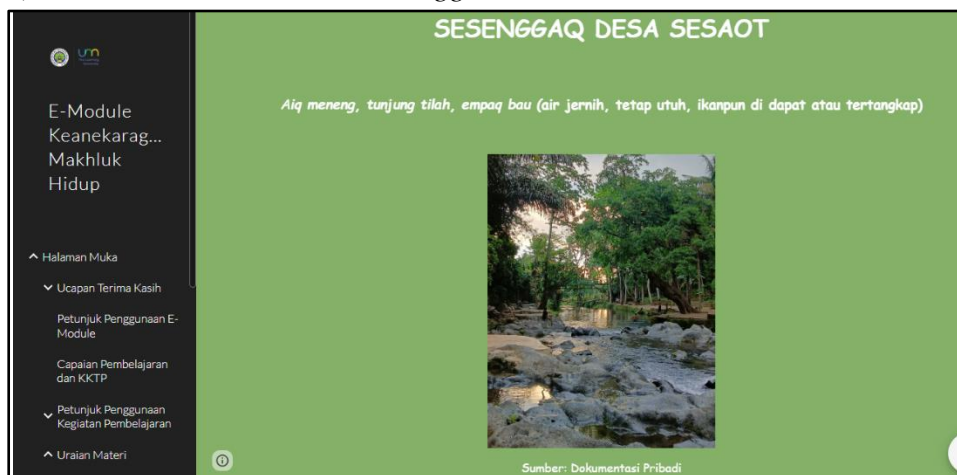 SESENGGAQ DESA SESAOT
Aiq meneng, tunjung tilah, empaq bau (air jernih, tetap utuh, ikanpun di dapat atau tertangkap)
E-Module
Keanekarag...
Makhluk
Hidup
Halaman Muka
Ucapan Terima Kasih
Petunjuk Penggunaan E-
Module
Capaian Pembelajaran
dan KKTP
Petunjuk Penggunaan
Kegiatan Pembelajaran
Uraian Materi
Sumber: Dokumentasi Pribadi